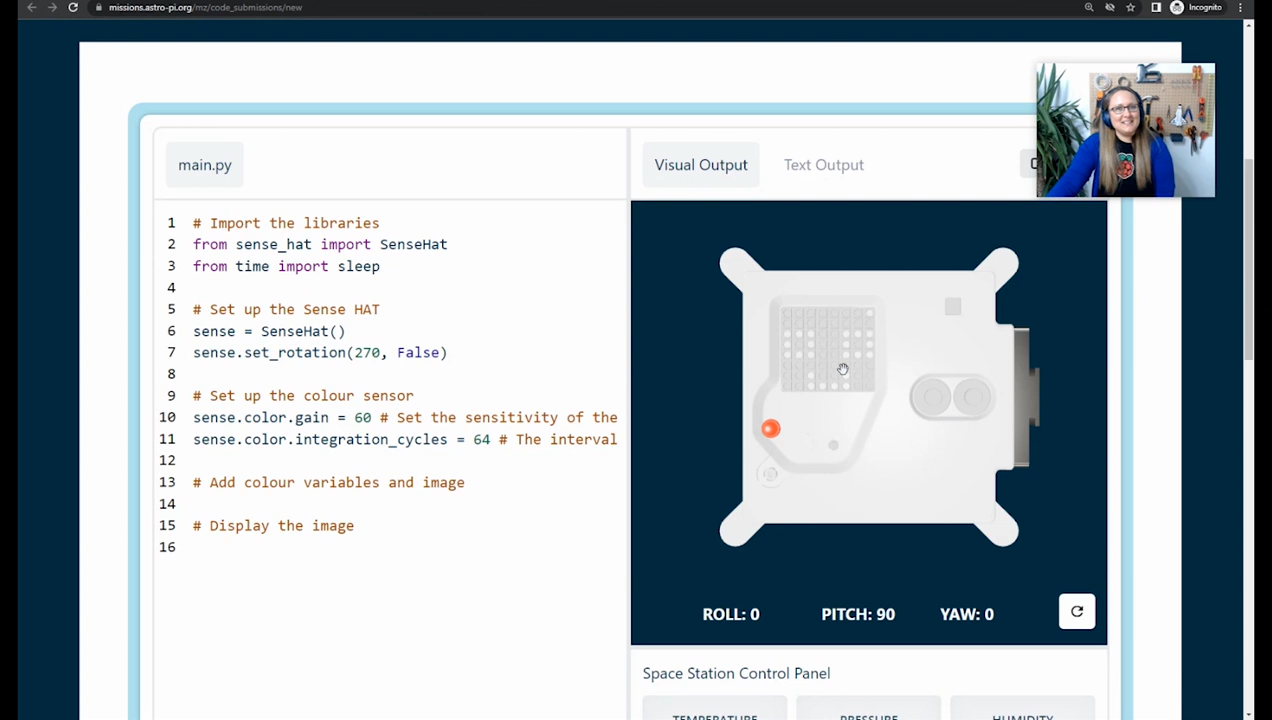 missions.astro-pi.org/mz/code_submissions/new
Incognito
main.py
Visual Output
Text Output
1 # Import the libraries
2 from sense_hat import SenseHat
3 from time import sleep
4
5 # Set up the Sense HAT
6 sense = SenseHat()
7 sense.set_rotation(270, False)
8
9 # Set up the colour sensor
10 sense.color.gain = 60 # Set the sensitivity of the
11 sense.color.integration_cycles = 64 # The interval
12
13 # Add colour variables and image
14
15 # Display the image
16
ROLL: 0
PITCH: 90
YAW: 0
Space Station Control Panel
TEMPERATURE
PRESSURE
HUMIDITY